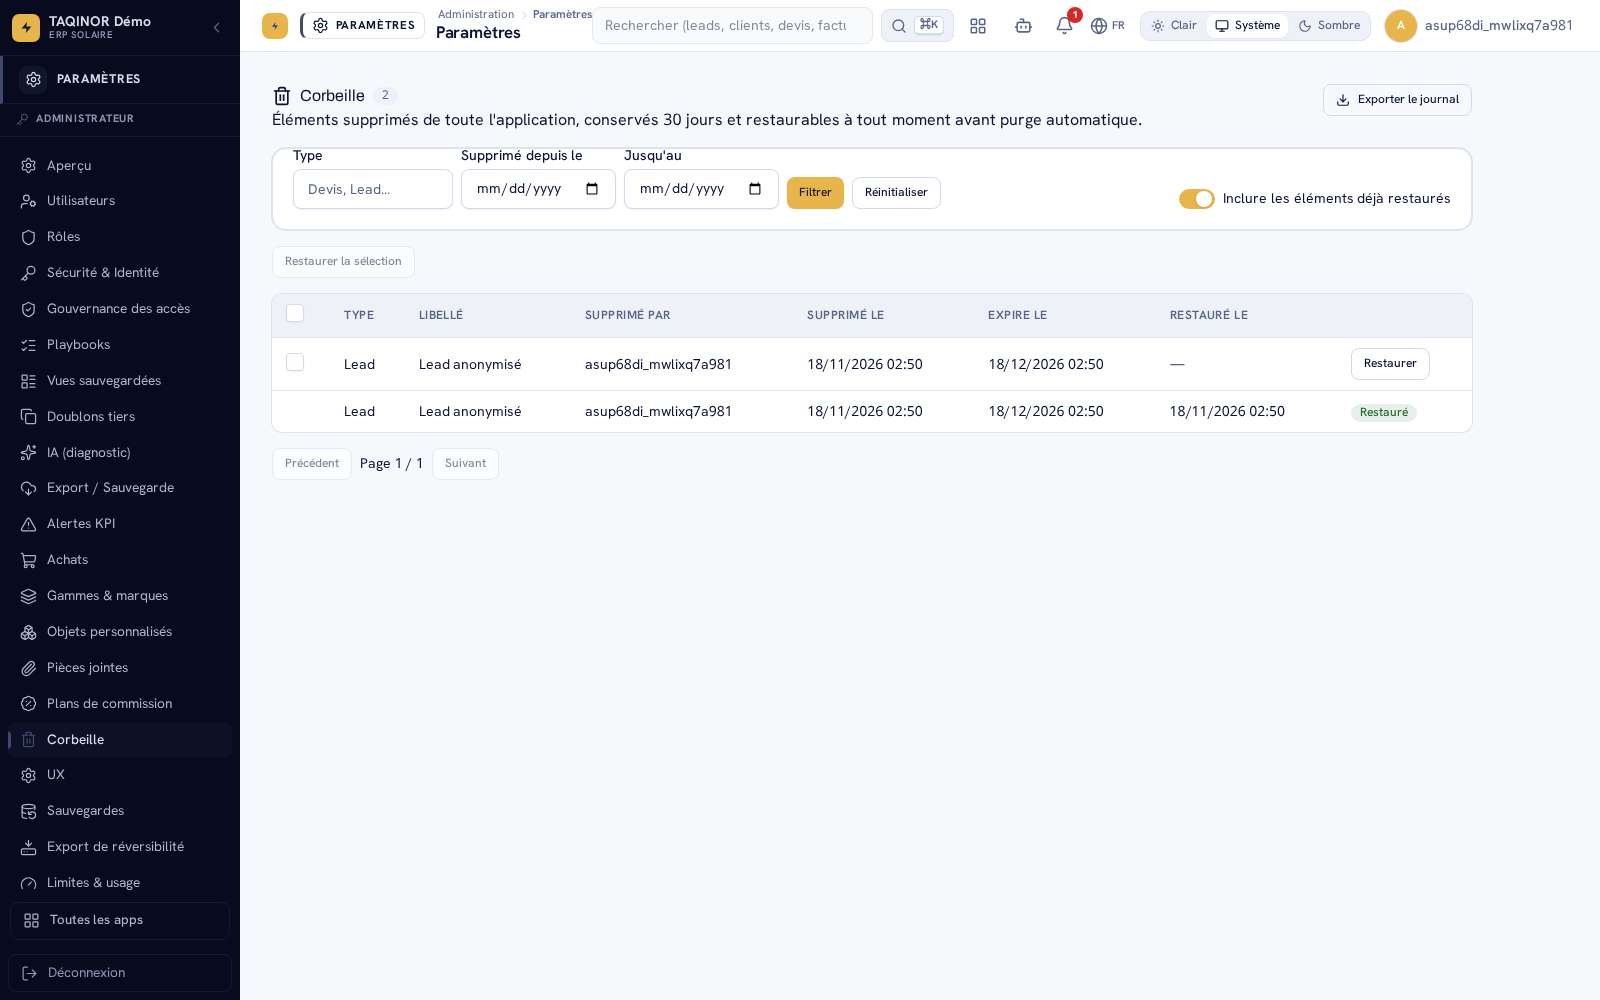 TAQINOR Démo
ERP SOLAIRE
PARAMÈTRES
ADMINISTRATEUR
Aperçu
Utilisateurs
Rôles
Sécurité & Identité
Gouvernance des accès
Playbooks
Vues sauvegardées
Doublons tiers
IA (diagnostic)
Export / Sauvegarde
Alertes KPI
Achats
Gammes & marques
Objets personnalisés
Pièces jointes
Plans de commission
Corbeille
UX
Sauvegardes
Export de réversibilité
Limites & usage
Toutes les apps
Déconnexion
PARAMÈTRES
Administration > Paramètres
Paramètres
Rechercher (leads, clients, devis, factu
⌘K
1
FR
Clair
Système
Sombre
A
asup68di_mwlixq7a981
Corbeille 2
Éléments supprimés de toute l'application, conservés 30 jours et restaurables à tout moment avant purge automatique.
Exporter le journal
Type Supprimé depuis le Jusqu'au
Devis, Lead... mm/dd/yyyy mm/dd/yyyy Filtrer Réinitialiser
Inclure les éléments déjà restaurés
Restaurer la sélection
TYPE LIBELLÉ SUPPRIMÉ PAR SUPPRIMÉ LE EXPIRE LE RESTAURÉ LE
Lead Lead anonymisé asup68di_mwlixq7a981 18/11/2026 02:50 18/12/2026 02:50 — Restaurer
Lead Lead anonymisé asup68di_mwlixq7a981 18/11/2026 02:50 18/12/2026 02:50 18/11/2026 02:50 Restauré
Précédent Page 1 / 1 Suivant